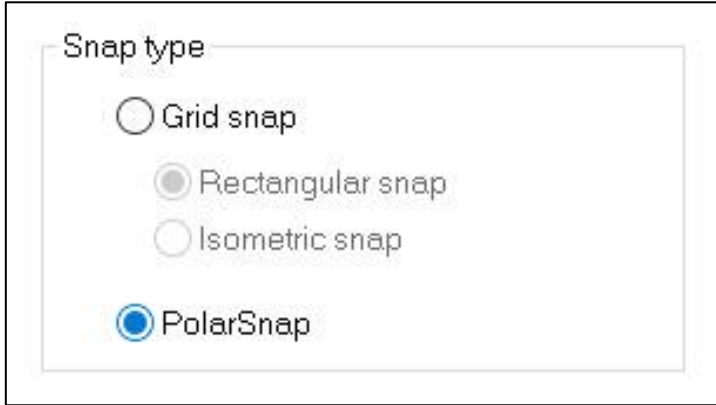 Snap type
Grid snap
Rectangular snap
Isometric snap
PolarSnap